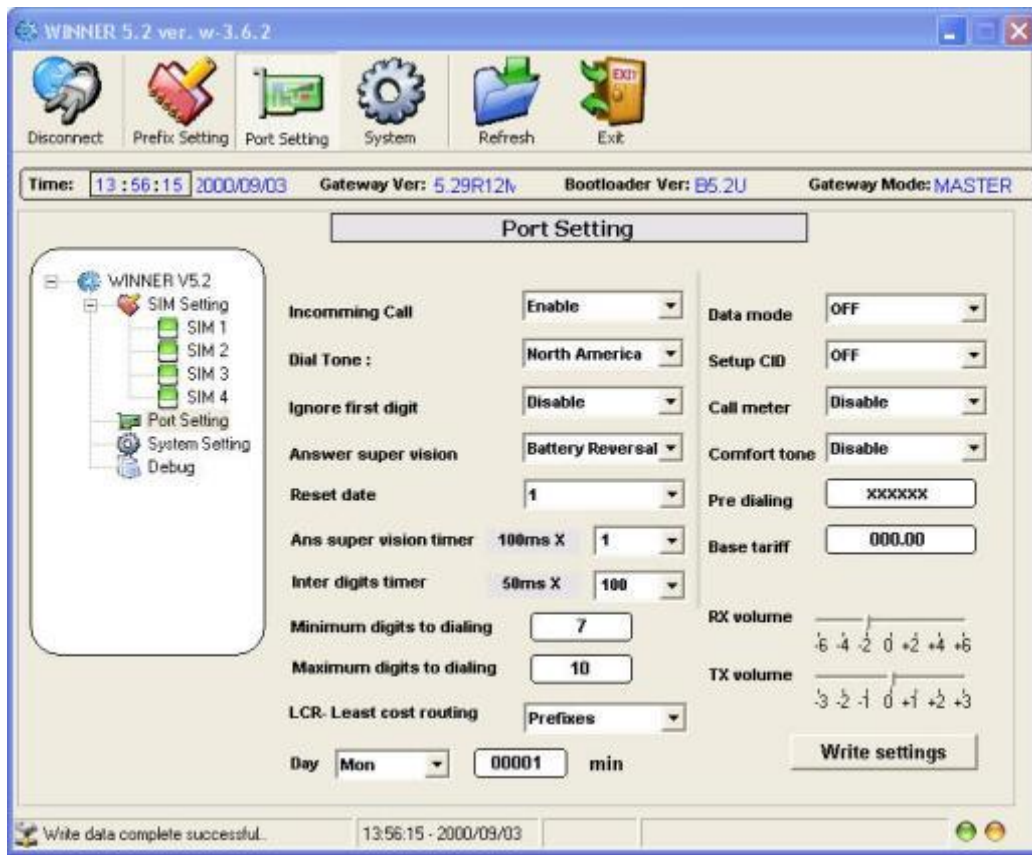 WINNER 5.2 ver. w-3.6.2
Disconnect Prefix Setting Port Setting System Refresh Exit
EXIT
Time: 13:56:15 2000/09/03 Gateway Ver: 5.29R12 Bootloader Ver: B5.2U Gateway Mode: MASTER
Port Setting
WINNER V5.2
SIM Setting
SIM 1
SIM 2
SIM 3
SIM 4
Port Setting
System Setting
Debug
Incomming Call Enable
Dial Tone : North America
Ignore first digit Disable
Answer super vision Battery Reversal
Reset date 1
Ans super vision timer 100ms X 1
Inter digits timer 50ms X 100
Minimum digits to dialing 7
Maximum digits to dialing 10
LCR- Least cost routing Prefixes
Day Mon 00001 min
Data mode OFF
Setup CID OFF
Call meter Disable
Comfort tone Disable
Pre dialing xxxxxx
Base tariff 000.00
RX volume
-6 -4 -2 0 +2 +4 +6
TX volume
-3 -2 -1 0 +1 +2 +3
Write settings
Write data complete successful.. 13:56:15 - 2000/09/03